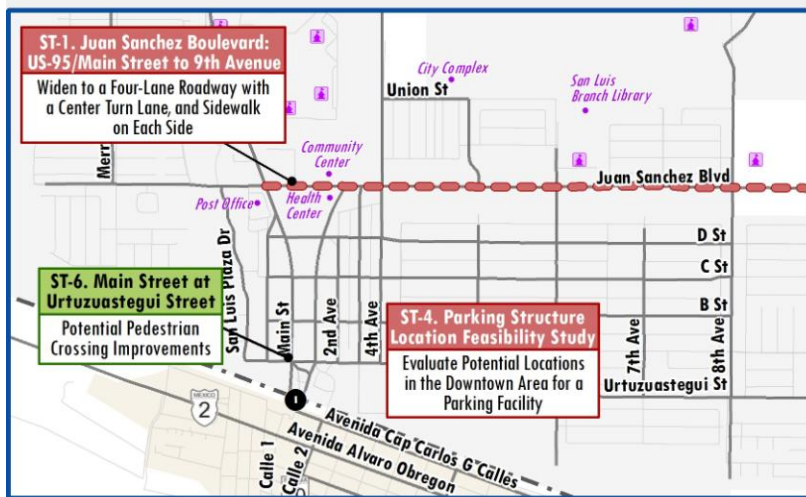 ST-1. Juan Sanchez Boulevard:
US-95/Main Street to 9th Avenue
Widen to a Four-Lane Roadway with
a Center Turn Lane, and Sidewalk
on Each Side
City Complex
San Luis
Branch Library
Union St
Merr
Community
Center
Juan Sanchez Blvd
Post Office
Health
Center
San Luis Plaza Dr
D St
C St
B St
ST-6. Main Street at
Urtuzuastegui Street
Potential Pedestrian
Crossing Improvements
Main St
2nd Ave
4th Ave
ST-4. Parking Structure
Location Feasibility Study
Evaluate Potential Locations
in the Downtown Area for a
Parking Facility
7th Ave
8th Ave
Urtuzuastegui St
MEXICO
2
Avenida Cap Carlos G Calles
Avenida Alvaro Obregon
Calle 1
Calle 2